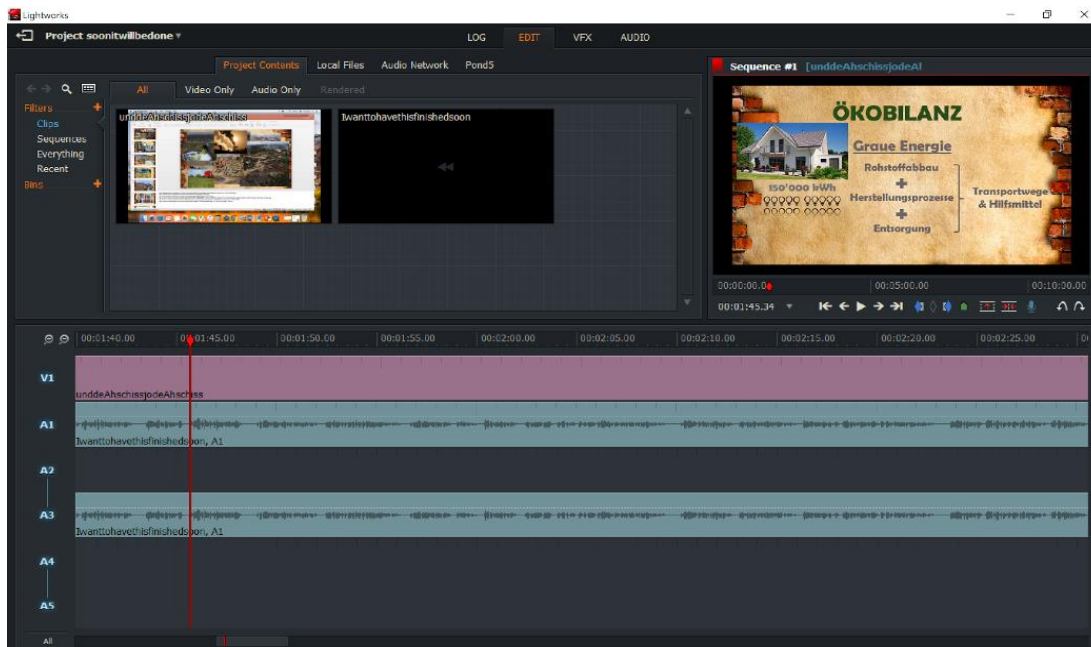 Lightworks
Project soonitwillbedone
LOG EDIT VFX AUDIO
Project Contents Local Files Audio Network Pond5
All Video Only Audio Only Rendered
Filters +
Clips
Sequences
Everything
Recent
Bins +
unddeAhschissjodeAhschiss
Iwanttohavethisfinishedsoon
Sequence #1 [unddeAhschissjodeAl
ÖKOBILANZ
Graue Energie
Rohstoffabbau
+
Herstellungsprozesse
+
Entsorgung
150'000 kWh
Transportwege
& Hilfsmittel
00:00:00.0 00:05:00.00 00:10:00.00
00:01:45.34
00:01:40.00 00:01:45.00 00:01:50.00 00:01:55.00 00:02:00.00 00:02:05.00 00:02:10.00 00:02:15.00 00:02:20.00 00:02:25.00
V1
unddeAhschissjodeAhschiss
A1
Iwanttohavethisfinishedsoon, A1
A2
A3
Iwanttohavethisfinishedsoon, A1
A4
A5
All